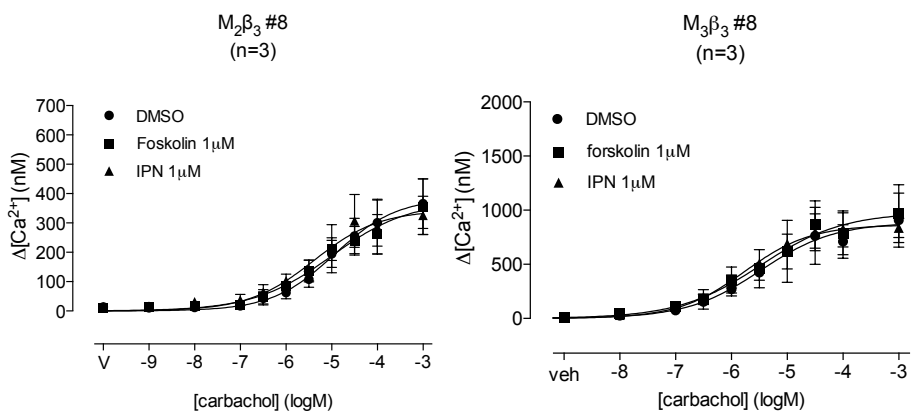 M₂β₃ #8
(n=3)
700
600
500
400
300
200
100
0
Δ[Ca²⁺] (nM)
DMSO
Foskolin 1μM
IPN 1μM
V -9 -8 -7 -6 -5 -4 -3
[carbachol] (logM)
M₃β₃ #8
(n=3)
2000
1500
1000
500
0
Δ[Ca²⁺] (nM)
DMSO
forskolin 1μM
IPN 1μM
veh -8 -7 -6 -5 -4 -3
[carbachol] (logM)